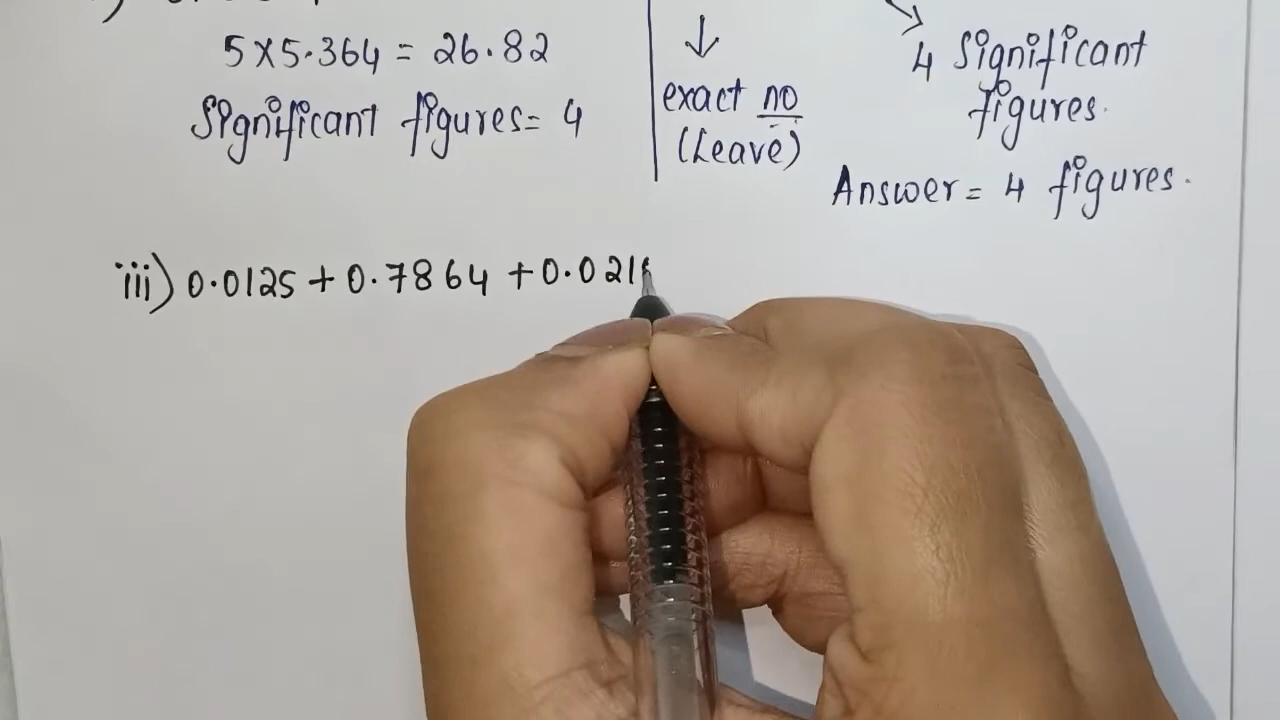 5×5.364 = 26.82
Significant figures= 4
exact no
(Leave)
4 Significant
figures.
Answer = 4 figures.
iii) 0.0125 + 0.7864 + 0.021